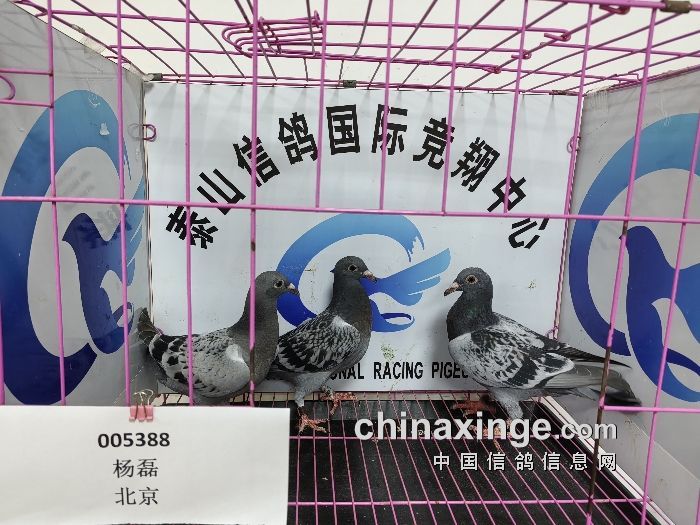 泰山信鸽国际竞翔中心
NAL RACING PIGE
005388
杨磊
北京
chinaxinge.com
中国信鸽信息网